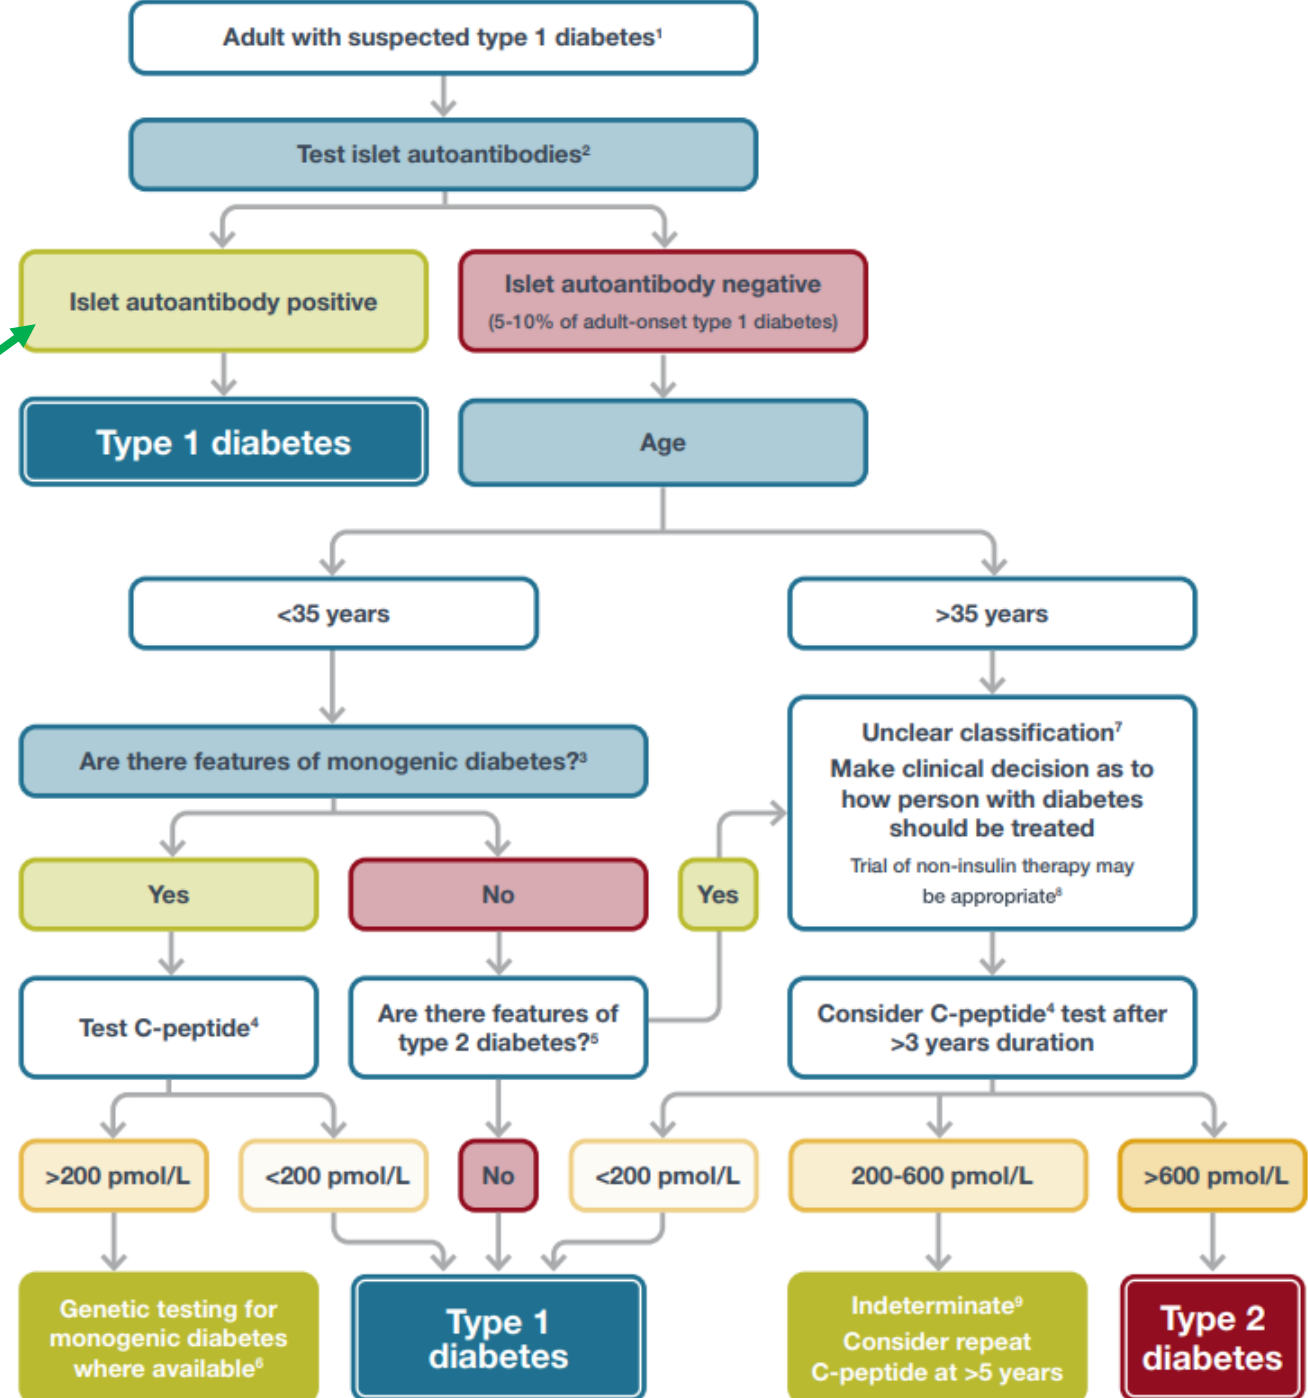 Adult with suspected type 1 diabetes¹
Test islet autoantibodies²
Islet autoantibody positive
Islet autoantibody negative
(5-10% of adult-onset type 1 diabetes)
Type 1 diabetes
Age
<35 years
>35 years
Are there features of monogenic diabetes?³
Unclear classification⁷
Make clinical decision as to
how person with diabetes
should be treated
Trial of non-insulin therapy may
be appropriate⁸
Yes
No
Yes
Test C-peptide⁴
Are there features of
type 2 diabetes?⁵
Consider C-peptide⁴ test after
>3 years duration
>200 pmol/L
<200 pmol/L
No
<200 pmol/L
200-600 pmol/L
>600 pmol/L
Genetic testing for
monogenic diabetes
where available⁶
Type 1
diabetes
Indeterminate⁹
Consider repeat
C-peptide at >5 years
Type 2
diabetes